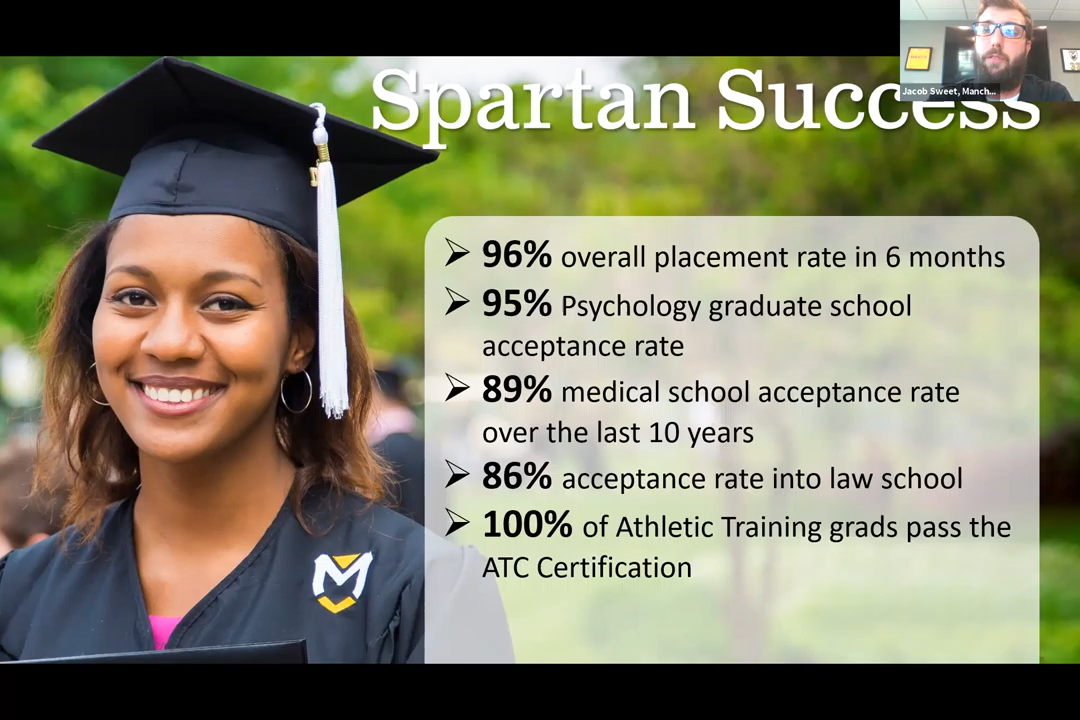 Spartan Success
Jacob Sweet, Manch...
➢ 96% overall placement rate in 6 months
➢ 95% Psychology graduate school
acceptance rate
➢ 89% medical school acceptance rate
over the last 10 years
➢ 86% acceptance rate into law school
➢ 100% of Athletic Training grads pass the
ATC Certification
M